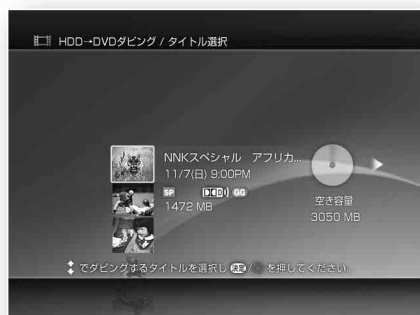 HDD→DVDダビング / タイトル選択
NNKスペシャル アフリカ...
11/7(日) 9:00PM
SP GG
1472 MB
空き容量
3050 MB
でダビングするタイトルを選択し 決定 / を押してください。